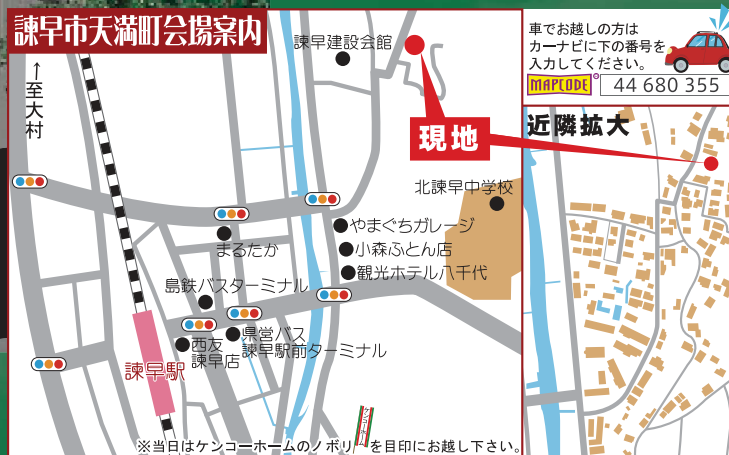 諫早市天満町会場案内
↑至大村
諫早建設会館
現地
北諫早中学校
やまぐちガレージ
小森ふとん店
観光ホテル八千代
まるたか
島鉄バスターミナル
県営バス
諫早駅前ターミナル
西友
諫早店
諫早駅
ケンコーホーム
※当日はケンコーホームのノボリ を目印にお越し下さい。
車でお越しの方は
カーナビに下の番号を
入力してください。
MAPCODE 44 680 355
近隣拡大